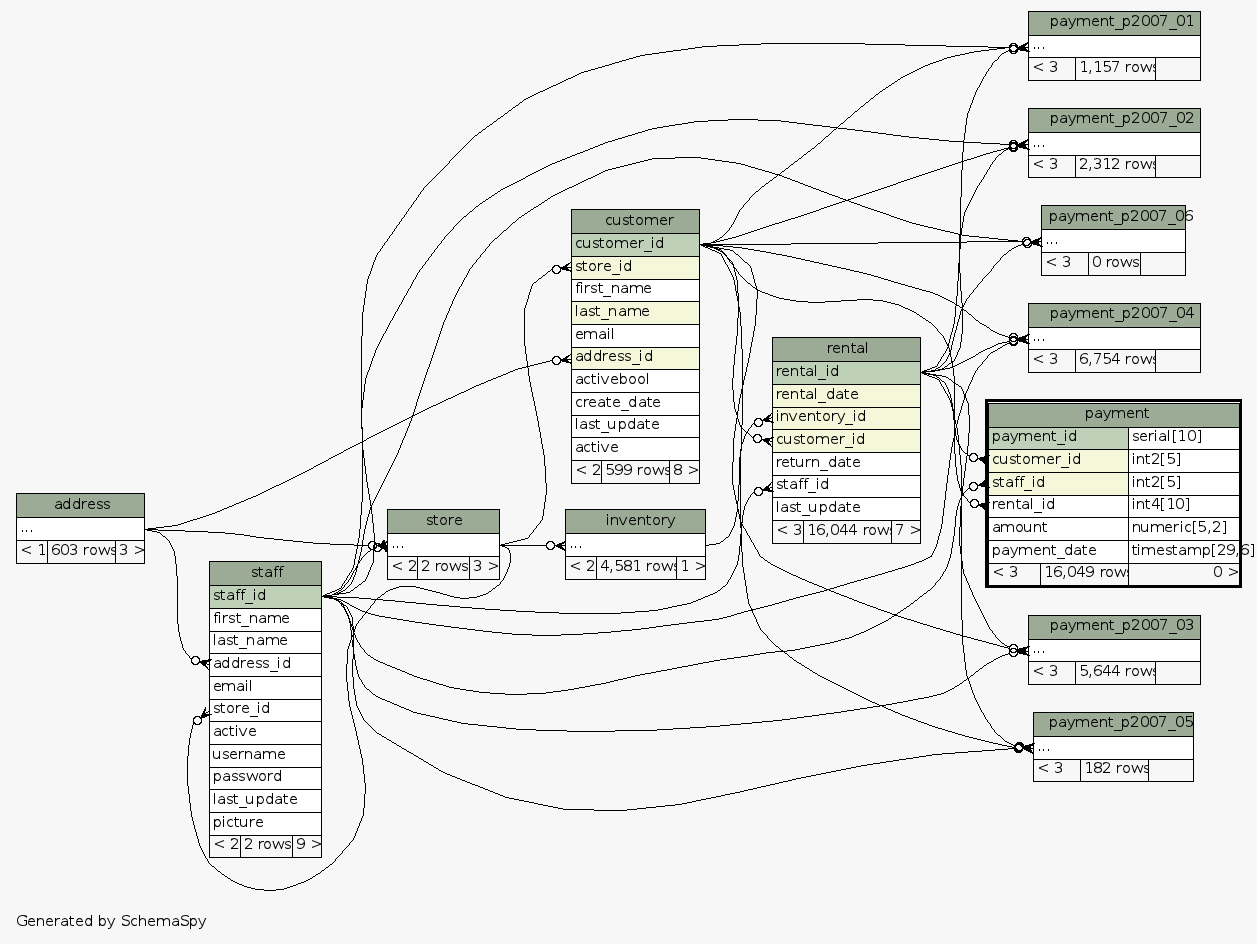 payment_p2007_01
...
< 3 1,157 rows
payment_p2007_02
...
< 3 2,312 rows
payment_p2007_06
...
< 3 0 rows
customer
customer_id
store_id
first_name
last_name
email
address_id
activebool
create_date
last_update
active
< 2 599 rows 8 >
payment_p2007_04
...
< 3 6,754 rows
rental
rental_id
rental_date
inventory_id
customer_id
return_date
staff_id
last_update
< 3 16,044 rows 7 >
payment
payment_id serial[10]
customer_id int2[5]
staff_id int2[5]
rental_id int4[10]
amount numeric[5,2]
payment_date timestamp[29,6]
< 3 16,049 rows 0 >
address
...
< 1 603 rows 3 >
store
...
< 2 2 rows 3 >
inventory
...
< 2 4,581 rows 1 >
staff
staff_id
first_name
last_name
address_id
email
store_id
active
username
password
last_update
picture
< 2 2 rows 9 >
payment_p2007_03
...
< 3 5,644 rows
payment_p2007_05
...
< 3 182 rows
Generated by SchemaSpy